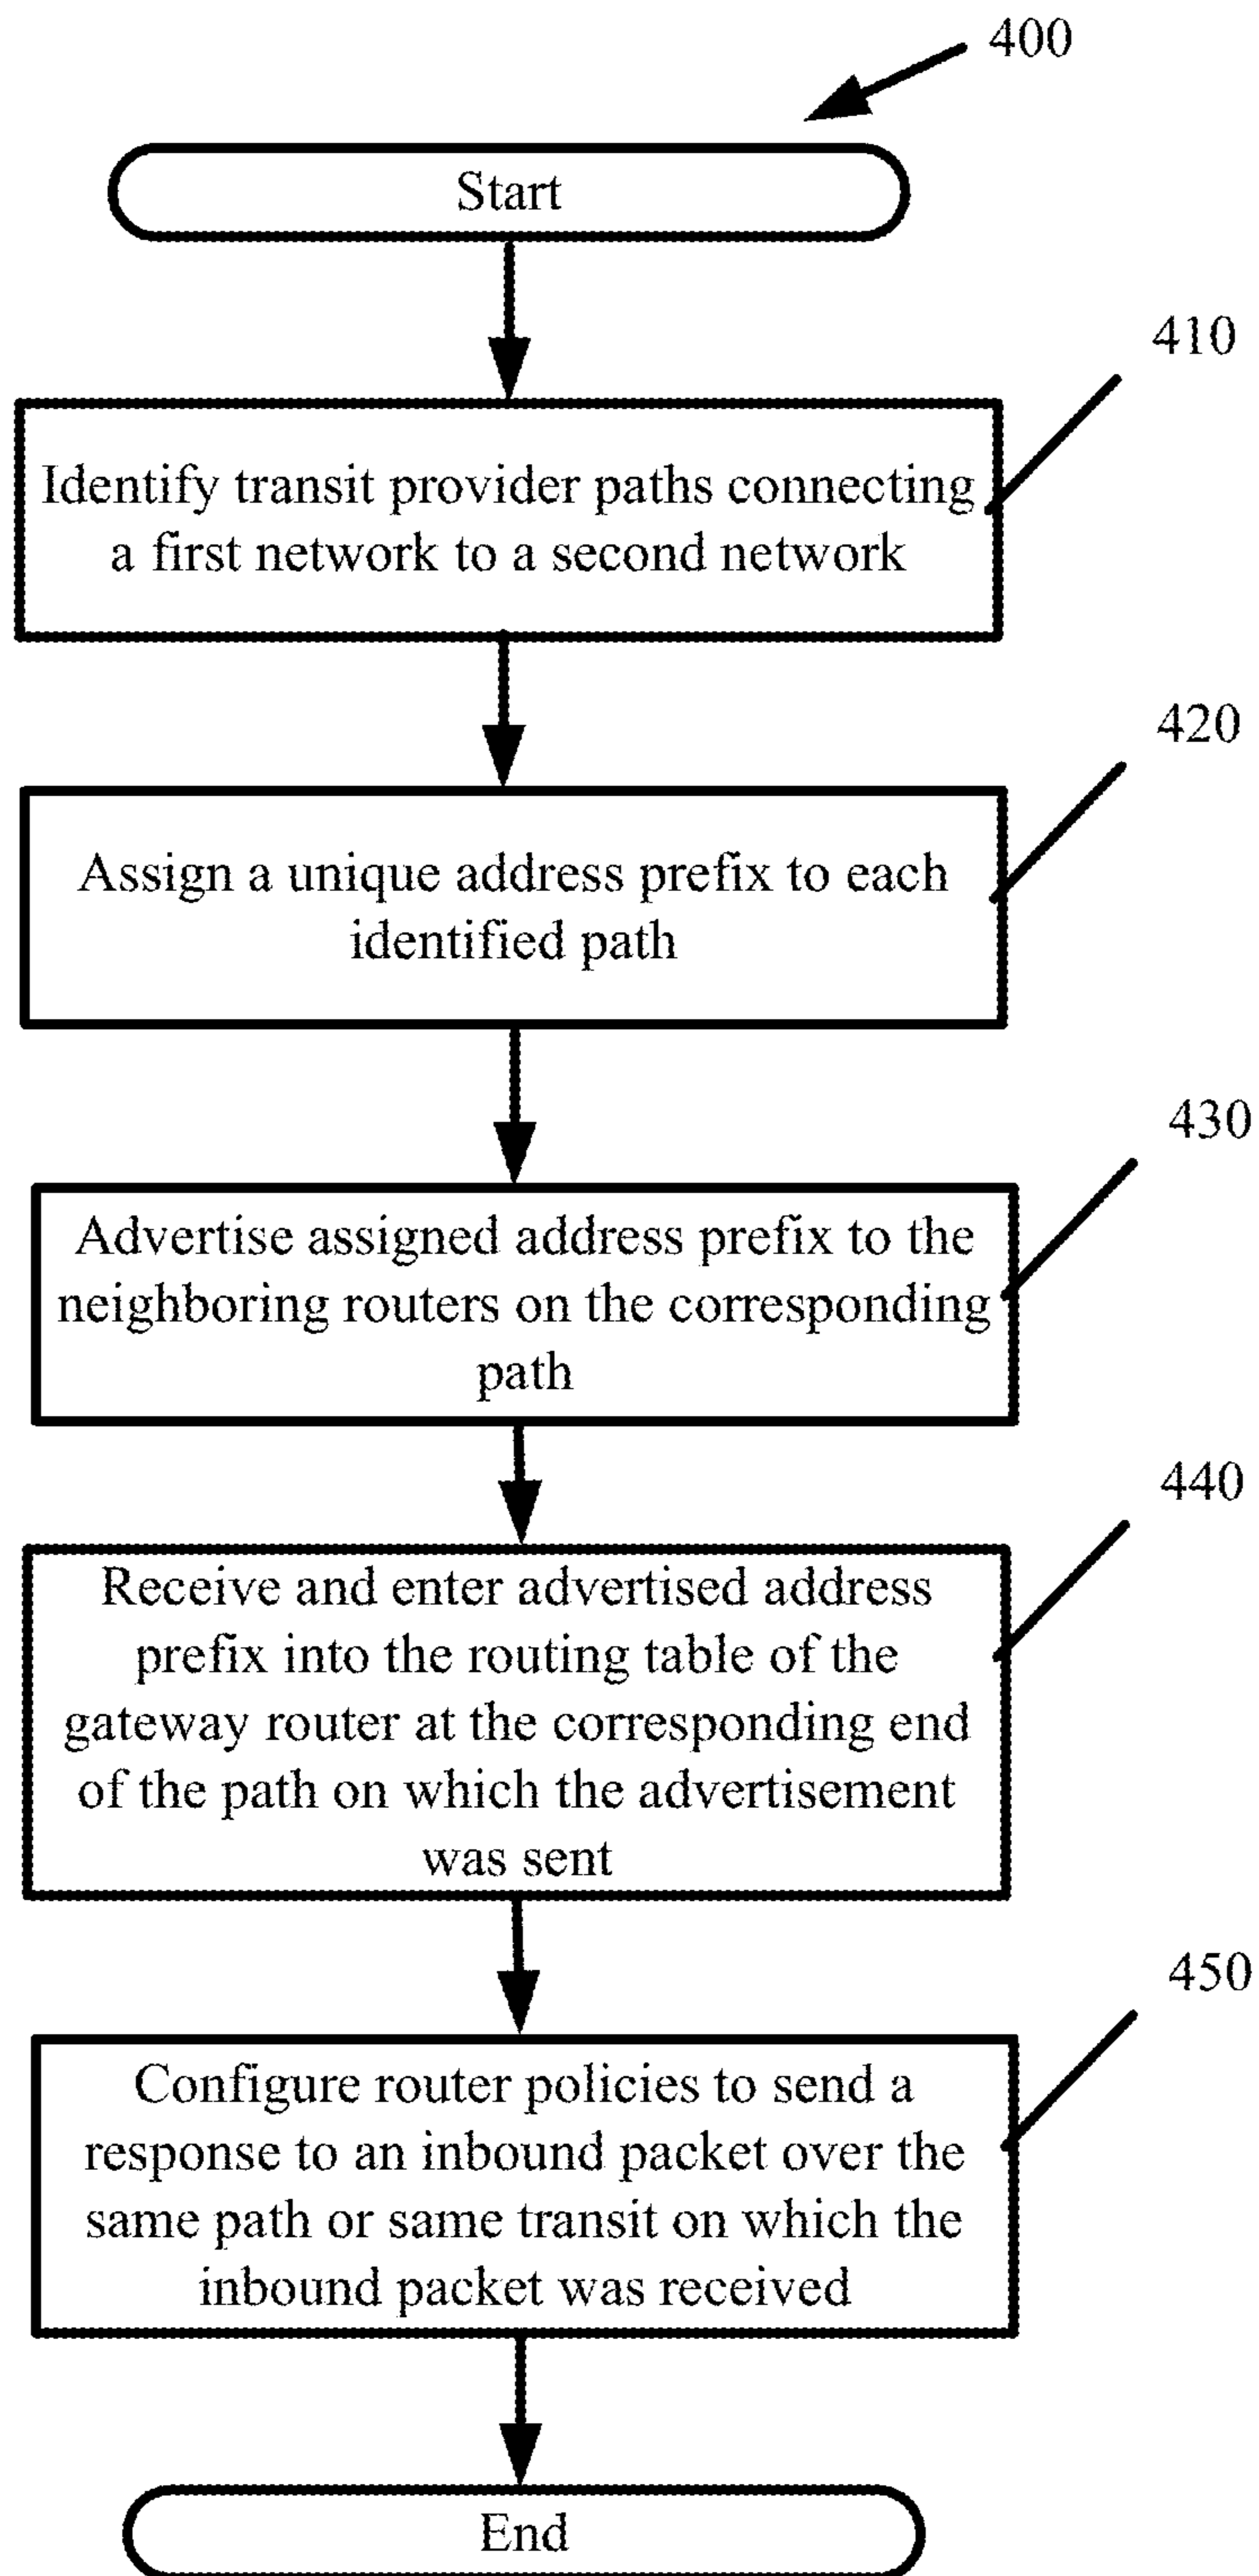 400
Start
410
Identify transit provider paths connecting
a first network to a second network
420
Assign a unique address prefix to each
identified path
430
Advertise assigned address prefix to the
neighboring routers on the corresponding
path
440
Receive and enter advertised address
prefix into the routing table of the
gateway router at the corresponding end
of the path on which the advertisement
was sent
450
Configure router policies to send a
response to an inbound packet over the
same path or same transit on which the
inbound packet was received
End